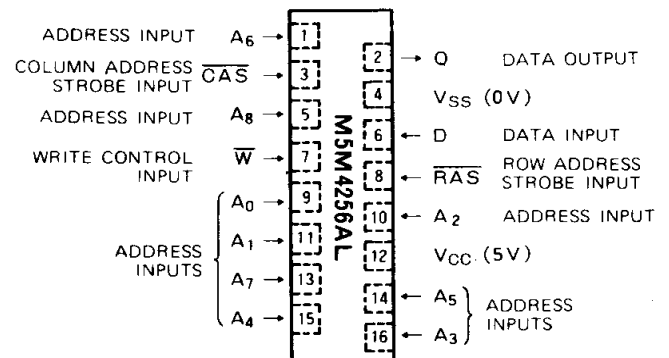 ADDRESS INPUT A6 → 1
2 → Q DATA OUTPUT
COLUMN ADDRESS
STROBE INPUT C̅A̅S̅ → 3
4 VSS (0V)
ADDRESS INPUT A8 → 5
6 ← D DATA INPUT
WRITE CONTROL
INPUT W̅ → 7
8 ← R̅A̅S̅ ROW ADDRESS
STROBE INPUT
A0 → 9
10 ← A2 ADDRESS INPUT
A1 → 11
ADDRESS
INPUTS
12 VCC (5V)
A7 → 13
14 ← A5
ADDRESS
INPUTS
A4 → 15
16 ← A3
M5M4256AL